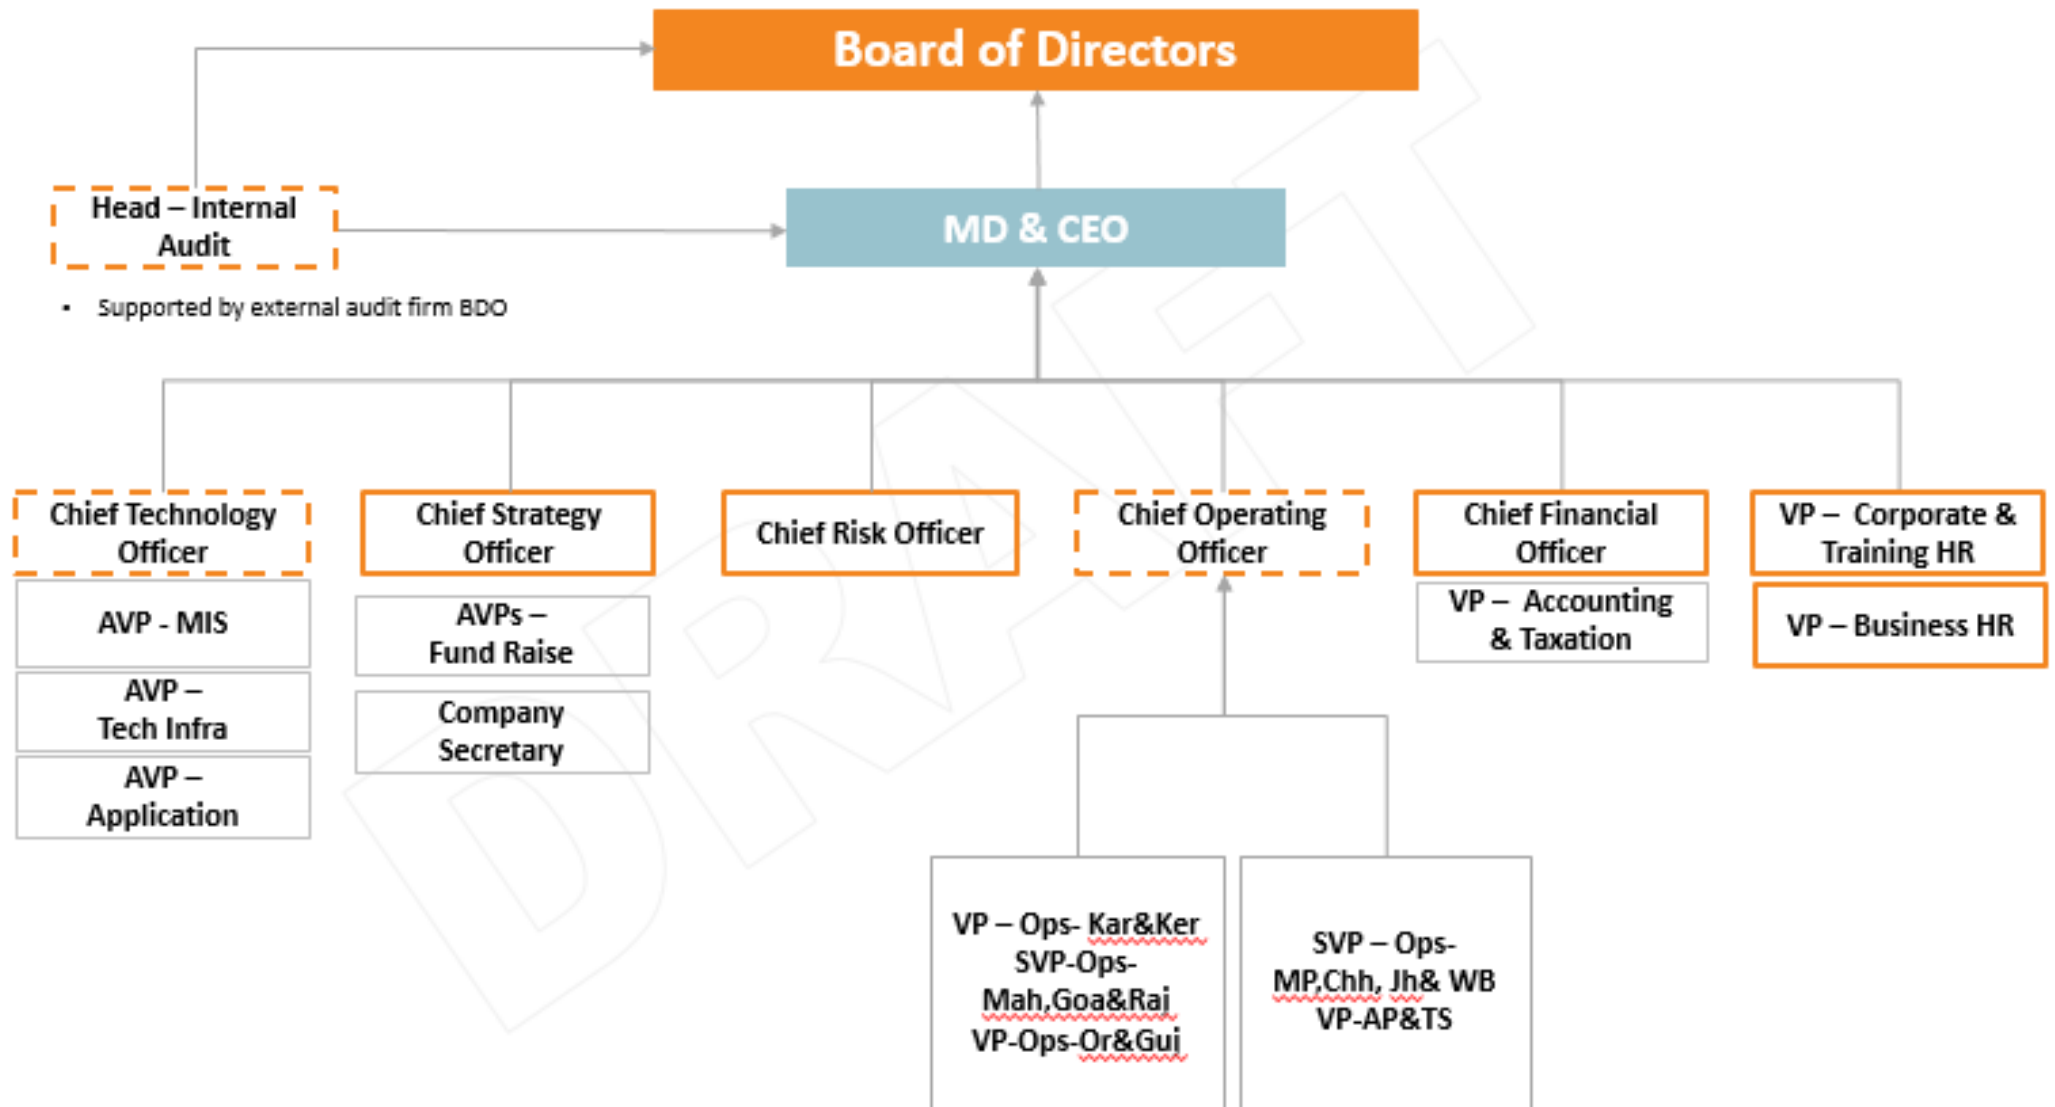 Board of Directors
Head – Internal
Audit
MD & CEO
▪ Supported by external audit firm BDO
Chief Technology
Officer
Chief Strategy
Officer
Chief Risk Officer
Chief Operating
Officer
Chief Financial
Officer
VP – Corporate &
Training HR
AVP - MIS
AVP –
Tech Infra
AVP –
Application
AVPs –
Fund Raise
Company
Secretary
VP – Accounting
& Taxation
VP – Business HR
VP – Ops- Kar&Ker
SVP-Ops-
Mah,Goa&Raj
VP-Ops-Or&Guj
SVP – Ops-
MP,Chh, Jh& WB
VP-AP&TS
DRAFT